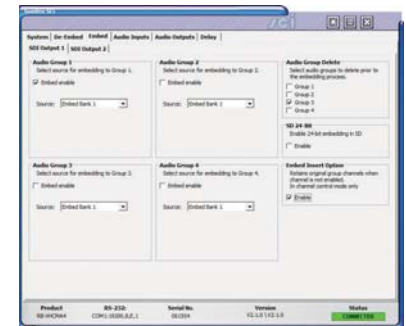 System De-Embed Embed Audio Inputs Audio Outputs Delay
SDI Output 1 SDI Output 2
Audio Group 1
Select source for embedding to Group 1.
Embed enable
Source: Embed Bank 1
Audio Group 2
Select source for embedding to Group 2.
Embed enable
Source: Embed Bank 1
Audio Group Delete
Select audio groups to delete prior to
the embedding process.
Group 1
Group 2
Group 3
Group 4
SD 24-Bit
Enable 24-bit embedding in SD
Enable
Audio Group 3
Select source for embedding to Group 3.
Embed enable
Source: Embed Bank 1
Audio Group 4
Select source for embedding to Group 4.
Embed enable
Source: Embed Bank 1
Embed Insert Option
Retains original group channels when
channel is not enabled.
In channel control mode only
Enable
Product RS-232: Serial No. Version Status
CONNECTED